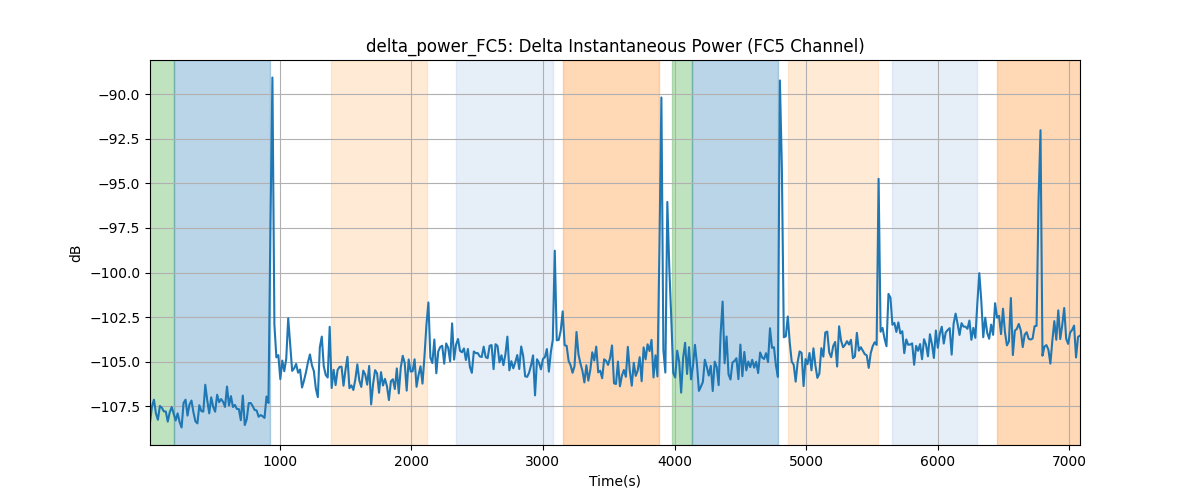 delta_power_FC5: Delta Instantaneous Power (FC5 Channel)
−90.0
−92.5
−95.0
−97.5
−100.0
−102.5
−105.0
−107.5
dB
1000 2000 3000 4000 5000 6000 7000
Time(s)